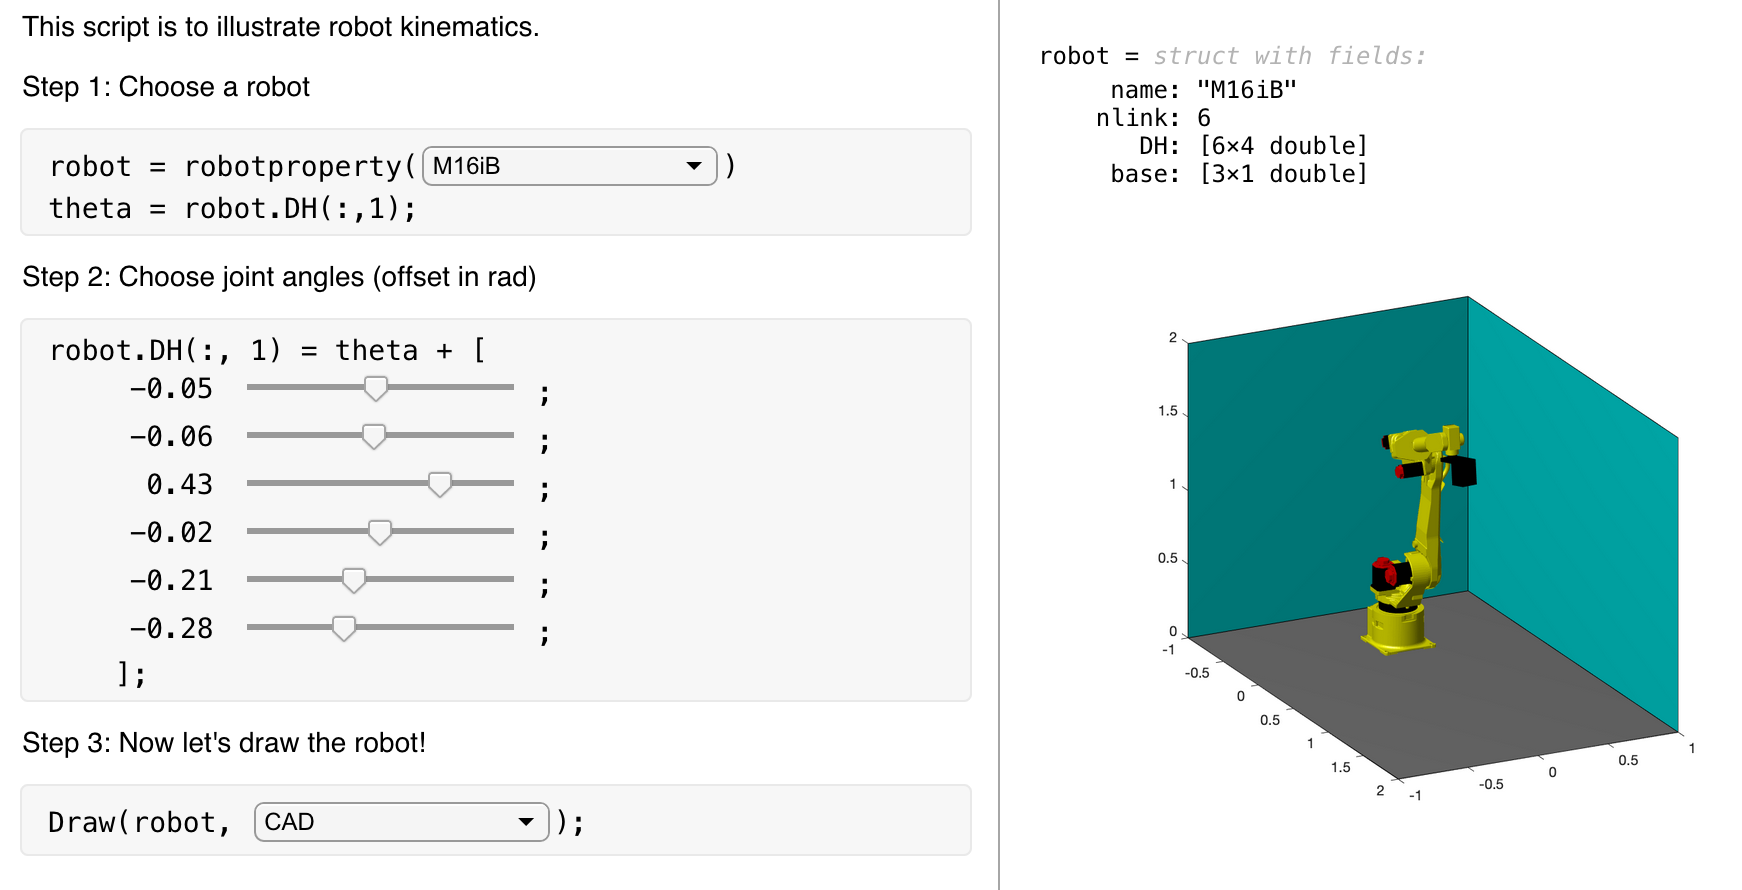 This script is to illustrate robot kinematics.
Step 1: Choose a robot
robot = robotproperty( M16iB )
theta = robot.DH(:,1);
Step 2: Choose joint angles (offset in rad)
robot.DH(:, 1) = theta + [
-0.05 ;
-0.06 ;
0.43 ;
-0.02 ;
-0.21 ;
-0.28 ;
];
Step 3: Now let's draw the robot!
Draw(robot, CAD );
robot = struct with fields:
name: "M16iB"
nlink: 6
DH: [6×4 double]
base: [3×1 double]
2
1.5
1
0.5
0
-1
-0.5
0
0.5
1
1.5
2
-1
-0.5
0
0.5
1